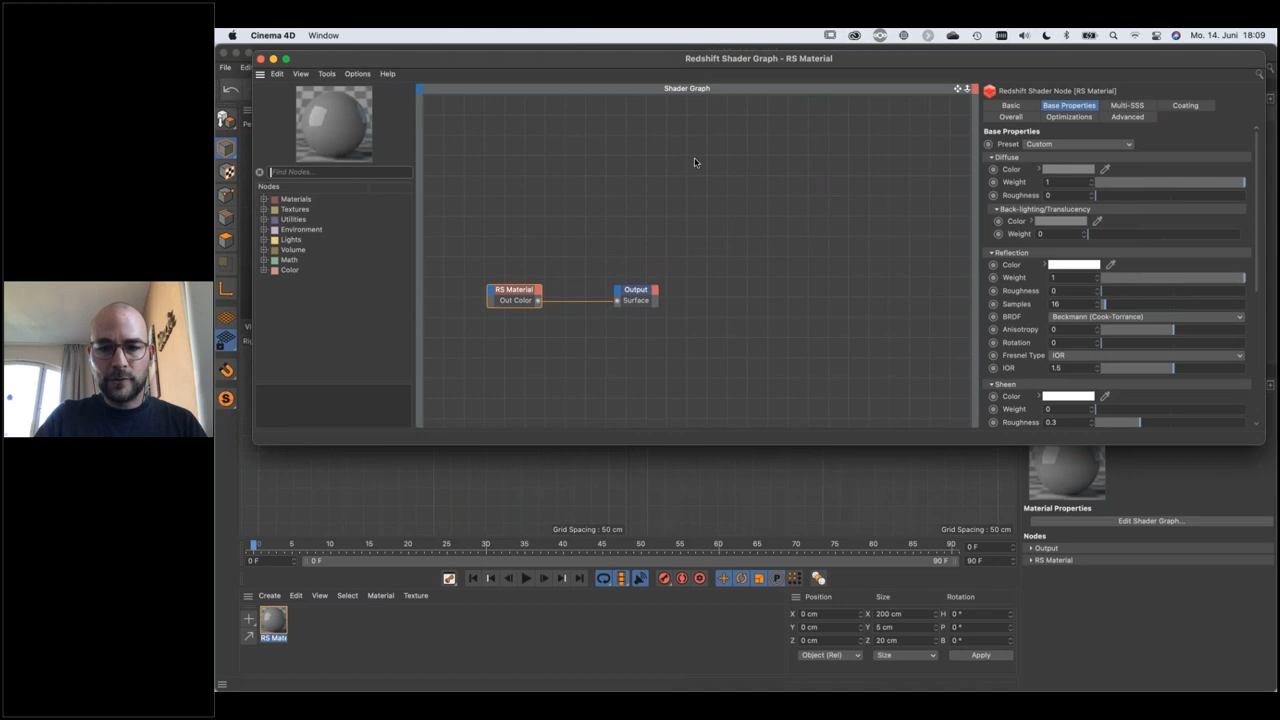 Cinema 4D Window
Mo. 14. Juni 18:09
Redshift Shader Graph - RS Material
File
Edit View Tools Options Help
Shader Graph
Find Nodes...
Nodes
Materials
Textures
Utilities
Environment
Lights
Volume
Math
Color
RS Material
Out Color
Output
Surface
Redshift Shader Node [RS Material]
Basic Base Properties Multi-SSS Coating
Overall Optimizations Advanced
Base Properties
Preset Custom
Diffuse
Color
Weight 1
Roughness 0
Back-lighting/Translucency
Color
Weight 0
Reflection
Color
Weight 1
Roughness 0
Samples 16
BRDF Beckmann (Cook-Torrance)
Anisotropy 0
Rotation 0
Fresnel Type IOR
IOR 1.5
Sheen
Color
Weight 0
Roughness 0.3
Material Properties
Edit Shader Graph...
Nodes
Output
RS Material
Grid Spacing : 50 cm
Grid Spacing : 50 cm
0 5 10 15 20 25 30 35 40 45 50 55 60 65 70 75 80 85 90
0 F
0 F 0 F 90 F 90 F
Create Edit View Select Material Texture
RS Mate
Position Size Rotation
X 0 cm X 200 cm H 0 °
Y 0 cm Y 5 cm P 0 °
Z 0 cm Z 20 cm B 0 °
Object (Rel) Size Apply